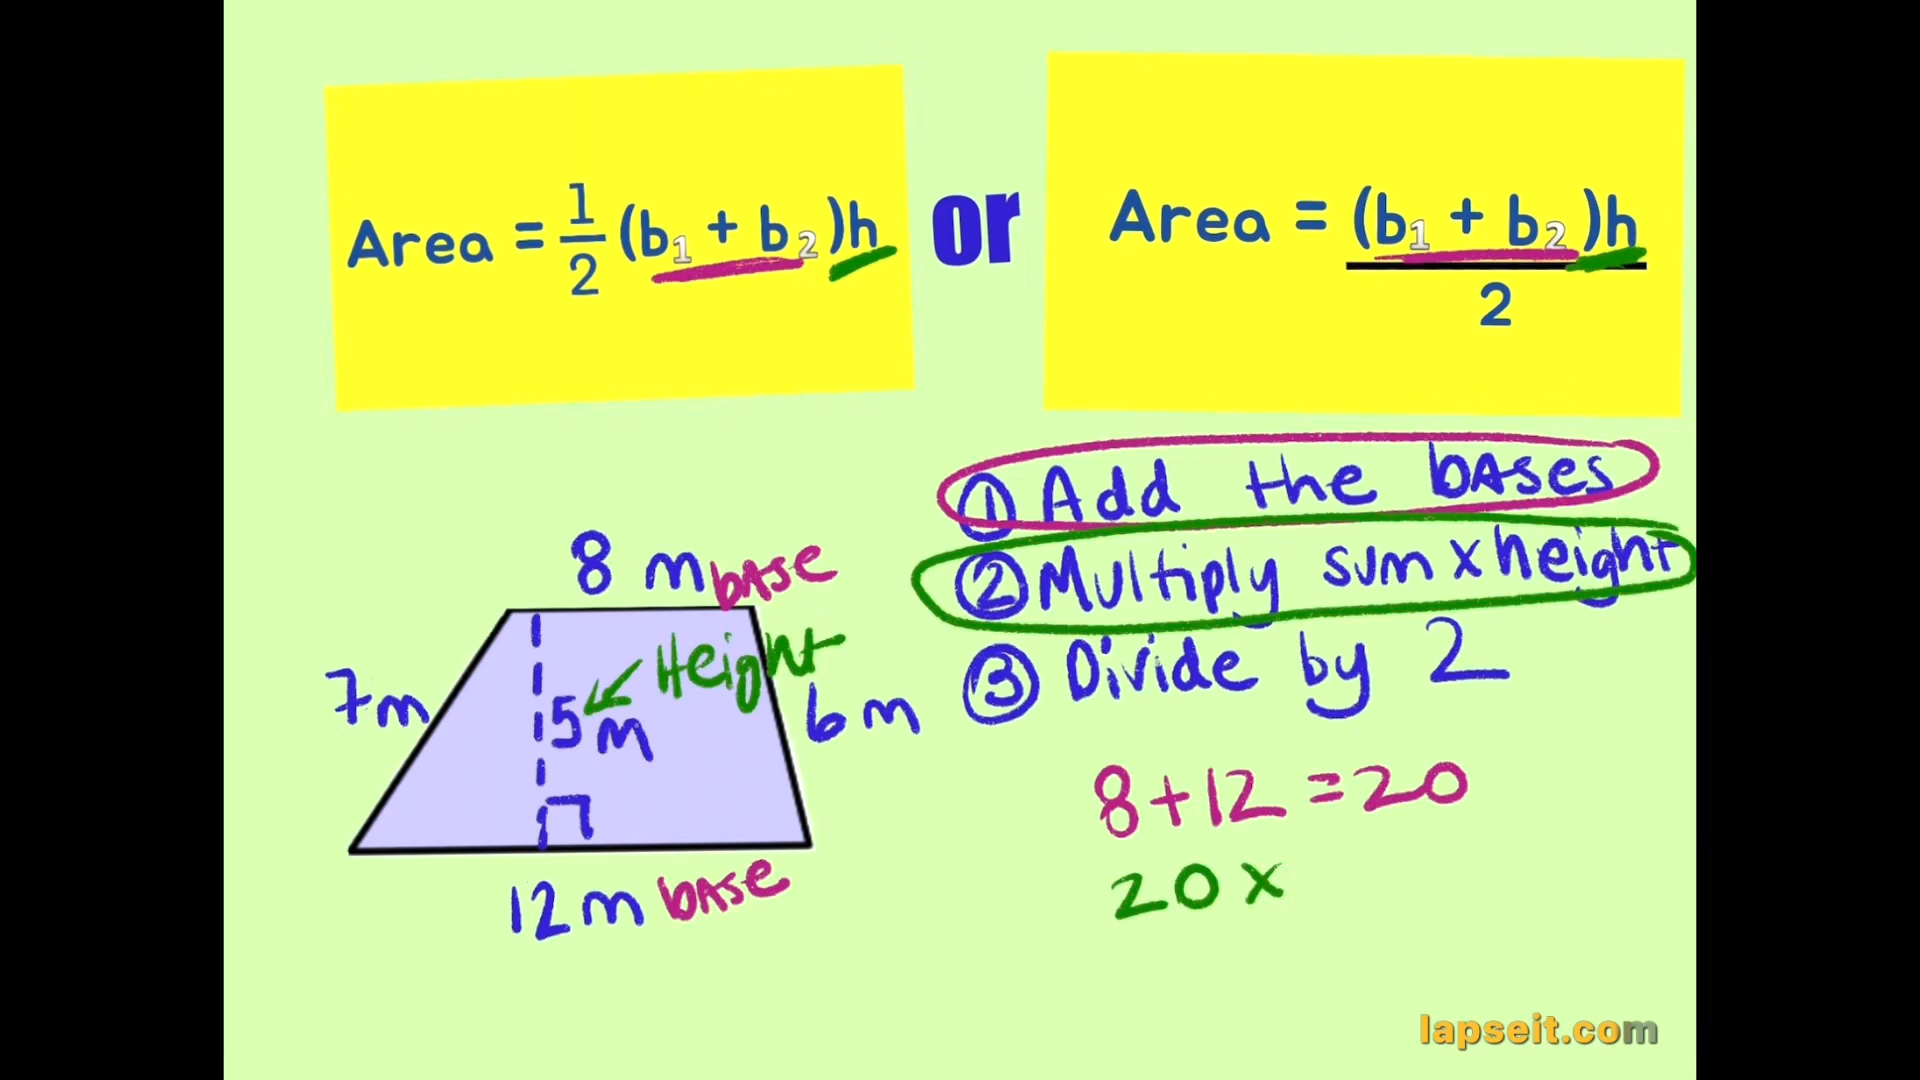 Area = 1/2 (b₁ + b₂)h
or
Area = (b₁ + b₂)h
2
① Add the bAses
② Multiply sum x height
③ Divide by 2
8 m bAse
Height
7m
5 m
6 m
12 m bAse
8 + 12 = 20
20 x
lapseit.com